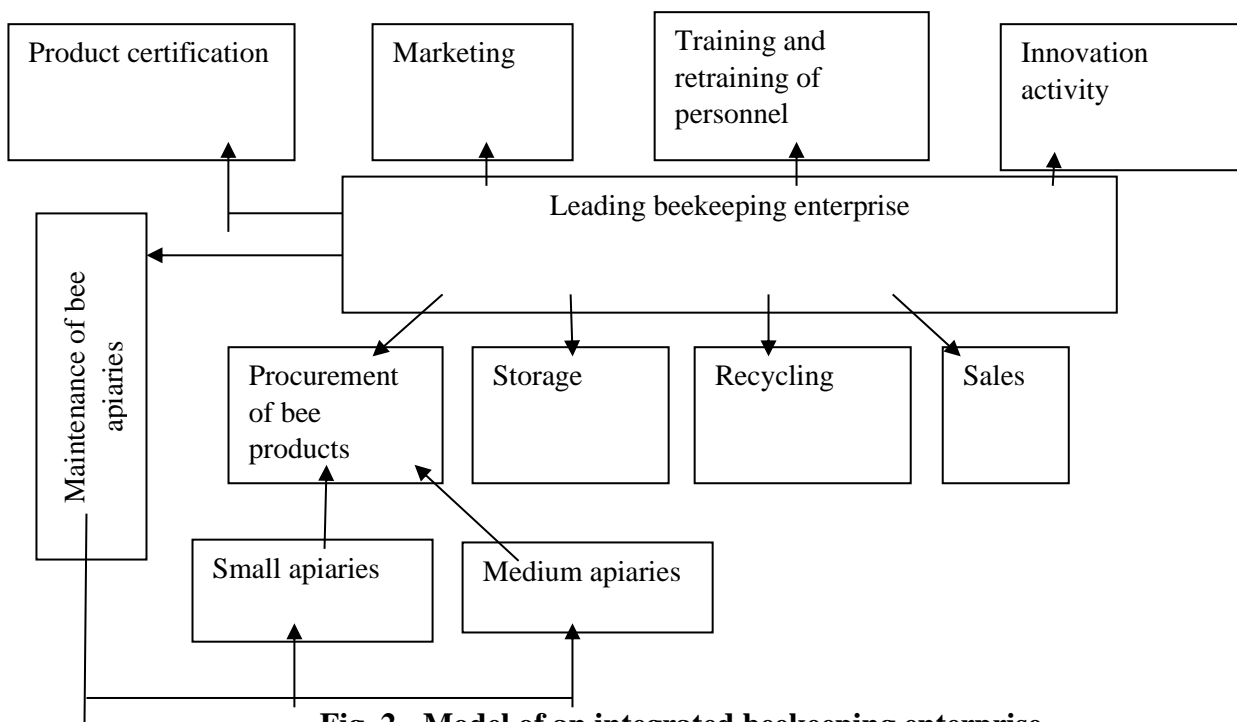 Product certification
Marketing
Training and
retraining of
personnel
Innovation
activity
Leading beekeeping enterprise
Maintenance of bee
apiaries
Procurement
of bee
products
Storage
Recycling
Sales
Small apiaries
Medium apiaries
Fig. 2 – Model of an integrated beekeeping enterprise